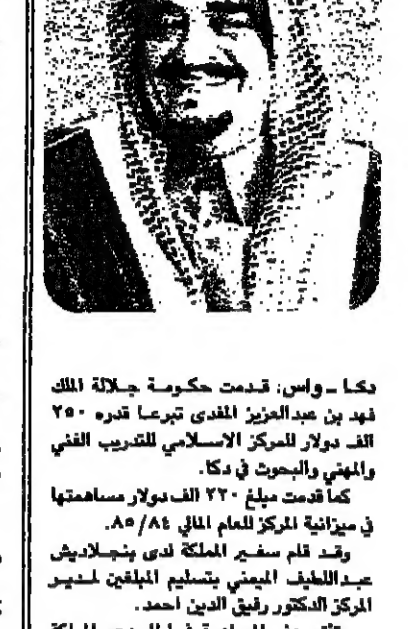 دكا ـ واس: قدمت حكومة جلالة الملك
فهد بن عبدالعزيز المفدى تبرعا قدره ٢٥٠
الف دولار للمركز الاسلامي للتدريب الفني
والمهني والبحوث في دكا.
كما قدمت مبلغ ٢٢٠ الف دولار مساهمتها
في ميزانية المركز للعام المالي ٨٥/٨٤.
وقد قام سفير المملكة لدى بنجلاديش
عبداللطيف الميمني بتسليم المبلغين لمدير
المركز الدكتور رفيق الدين احمد.